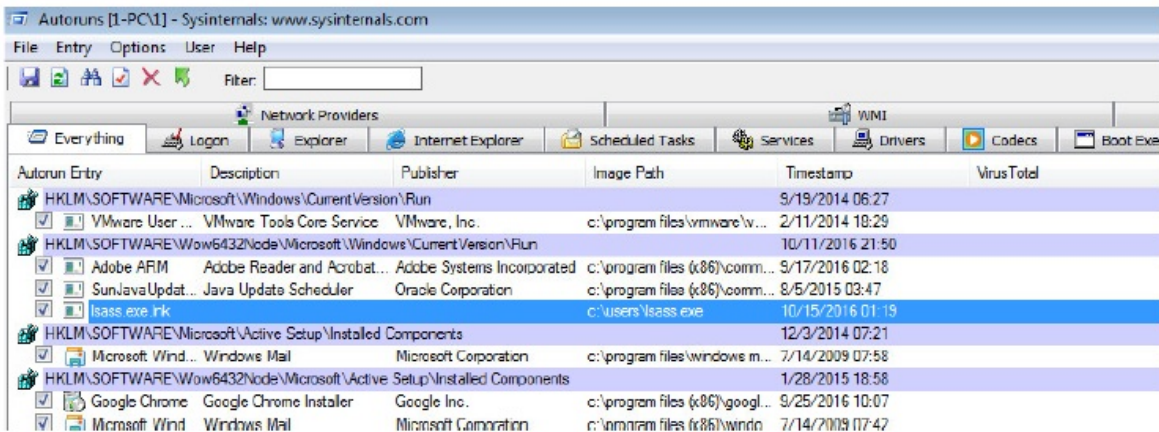 Autoruns [1-PC\1] - Sysinternals: www.sysinternals.com
File Entry Options User Help
Filter:
Network Providers WMI
Everything Logon Explorer Internet Explorer Scheduled Tasks Services Drivers Codecs Boot Exe
Autorun Entry Description Publisher Image Path Timestamp VirusTotal
HKLM\SOFTWARE\Microsoft\Windows\CurrentVersion\Run 9/19/2014 06:27
VMware User ... VMware Tools Core Service VMware, Inc. c:\program files\vmware\v... 2/11/2014 18:29
HKLM\SOFTWARE\Wow6432Node\Microsoft\Windows\CurrentVersion\Run 10/11/2016 21:50
Adobe ARM Adobe Reader and Acrobat... Adobe Systems Incorporated c:\program files (x86)\comm... 9/17/2016 02:18
SunJavaUpdat... Java Update Scheduler Oracle Corporation c:\program files (x86)\comm... 8/5/2015 03:47
lsass.exe.lnk c:\users\lsass.exe 10/15/2016 01:19
HKLM\SOFTWARE\Microsoft\Active Setup\Installed Components 12/3/2014 07:21
Microsoft Wind... Windows Mail Microsoft Corporation c:\program files\windows m... 7/14/2009 07:58
HKLM\SOFTWARE\Wow6432Node\Microsoft\Active Setup\Installed Components 1/28/2015 18:58
Google Chrome Google Chrome Installer Google Inc. c:\program files (x86)\googl... 9/25/2016 10:07
Microsoft Wind Windows Mail Microsoft Corporation c:\program files (x86)\windo 7/14/2009 07:42